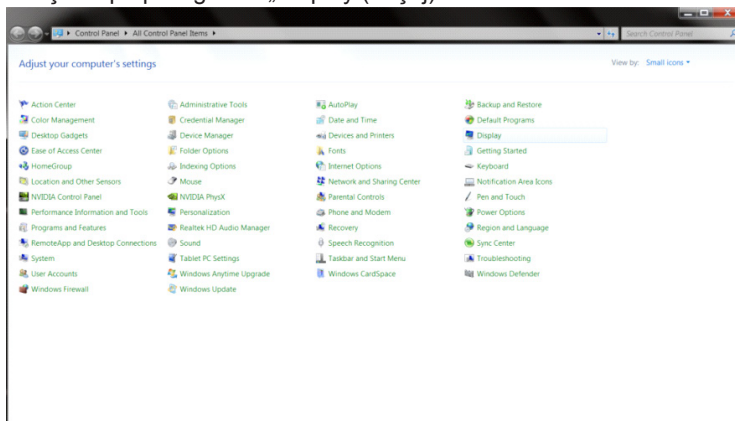 Control Panel ▸ All Control Panel Items ▸
Search Control Panel
Adjust your computer's settings
View by: Small icons
Action Center
Administrative Tools
AutoPlay
Backup and Restore
Color Management
Credential Manager
Date and Time
Default Programs
Desktop Gadgets
Device Manager
Devices and Printers
Display
Ease of Access Center
Folder Options
Fonts
Getting Started
HomeGroup
Indexing Options
Internet Options
Keyboard
Location and Other Sensors
Mouse
Network and Sharing Center
Notification Area Icons
NVIDIA Control Panel
NVIDIA PhysX
Parental Controls
Pen and Touch
Performance Information and Tools
Personalization
Phone and Modem
Power Options
Programs and Features
Realtek HD Audio Manager
Recovery
Region and Language
RemoteApp and Desktop Connections
Sound
Speech Recognition
Sync Center
System
Tablet PC Settings
Taskbar and Start Menu
Troubleshooting
User Accounts
Windows Anytime Upgrade
Windows CardSpace
Windows Defender
Windows Firewall
Windows Update